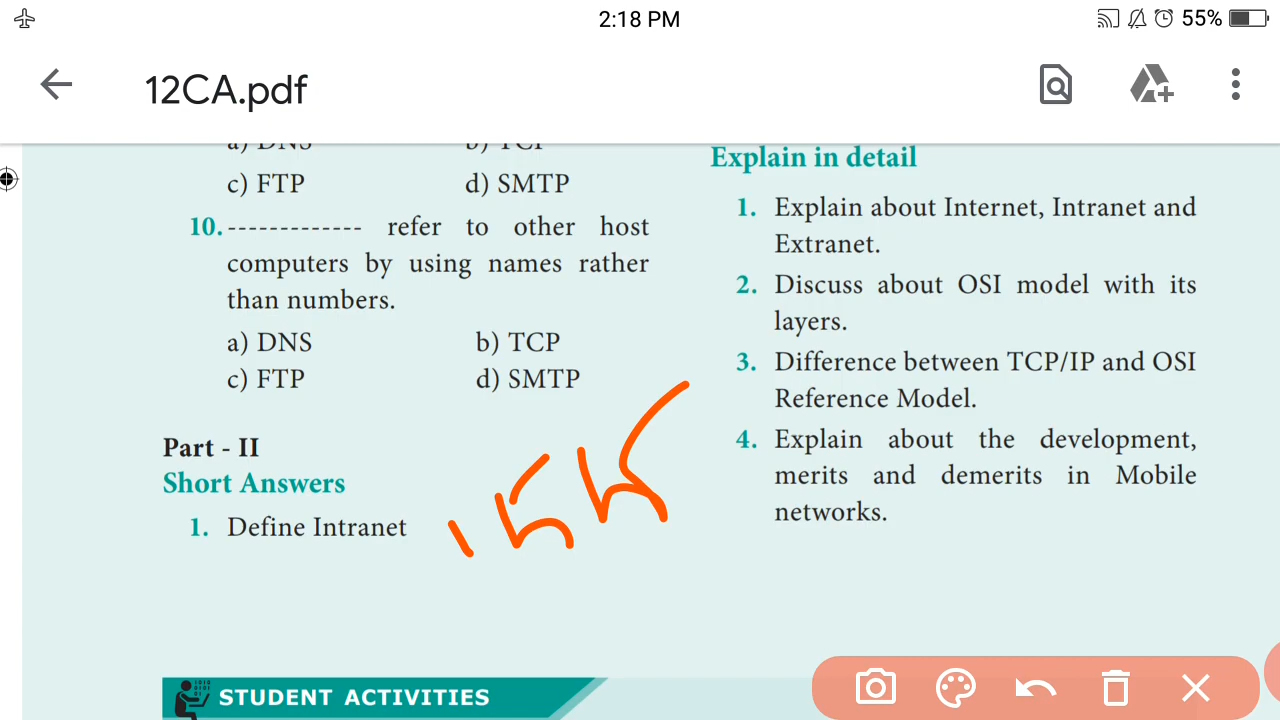 2:18 PM
55%
12CA.pdf
a) DNS b) TCP
c) FTP d) SMTP
10. ------------- refer to other host
computers by using names rather
than numbers.
a) DNS b) TCP
c) FTP d) SMTP
Part - II
Short Answers
1. Define Intranet
Explain in detail
1. Explain about Internet, Intranet and
Extranet.
2. Discuss about OSI model with its
layers.
3. Difference between TCP/IP and OSI
Reference Model.
4. Explain about the development,
merits and demerits in Mobile
networks.
STUDENT ACTIVITIES